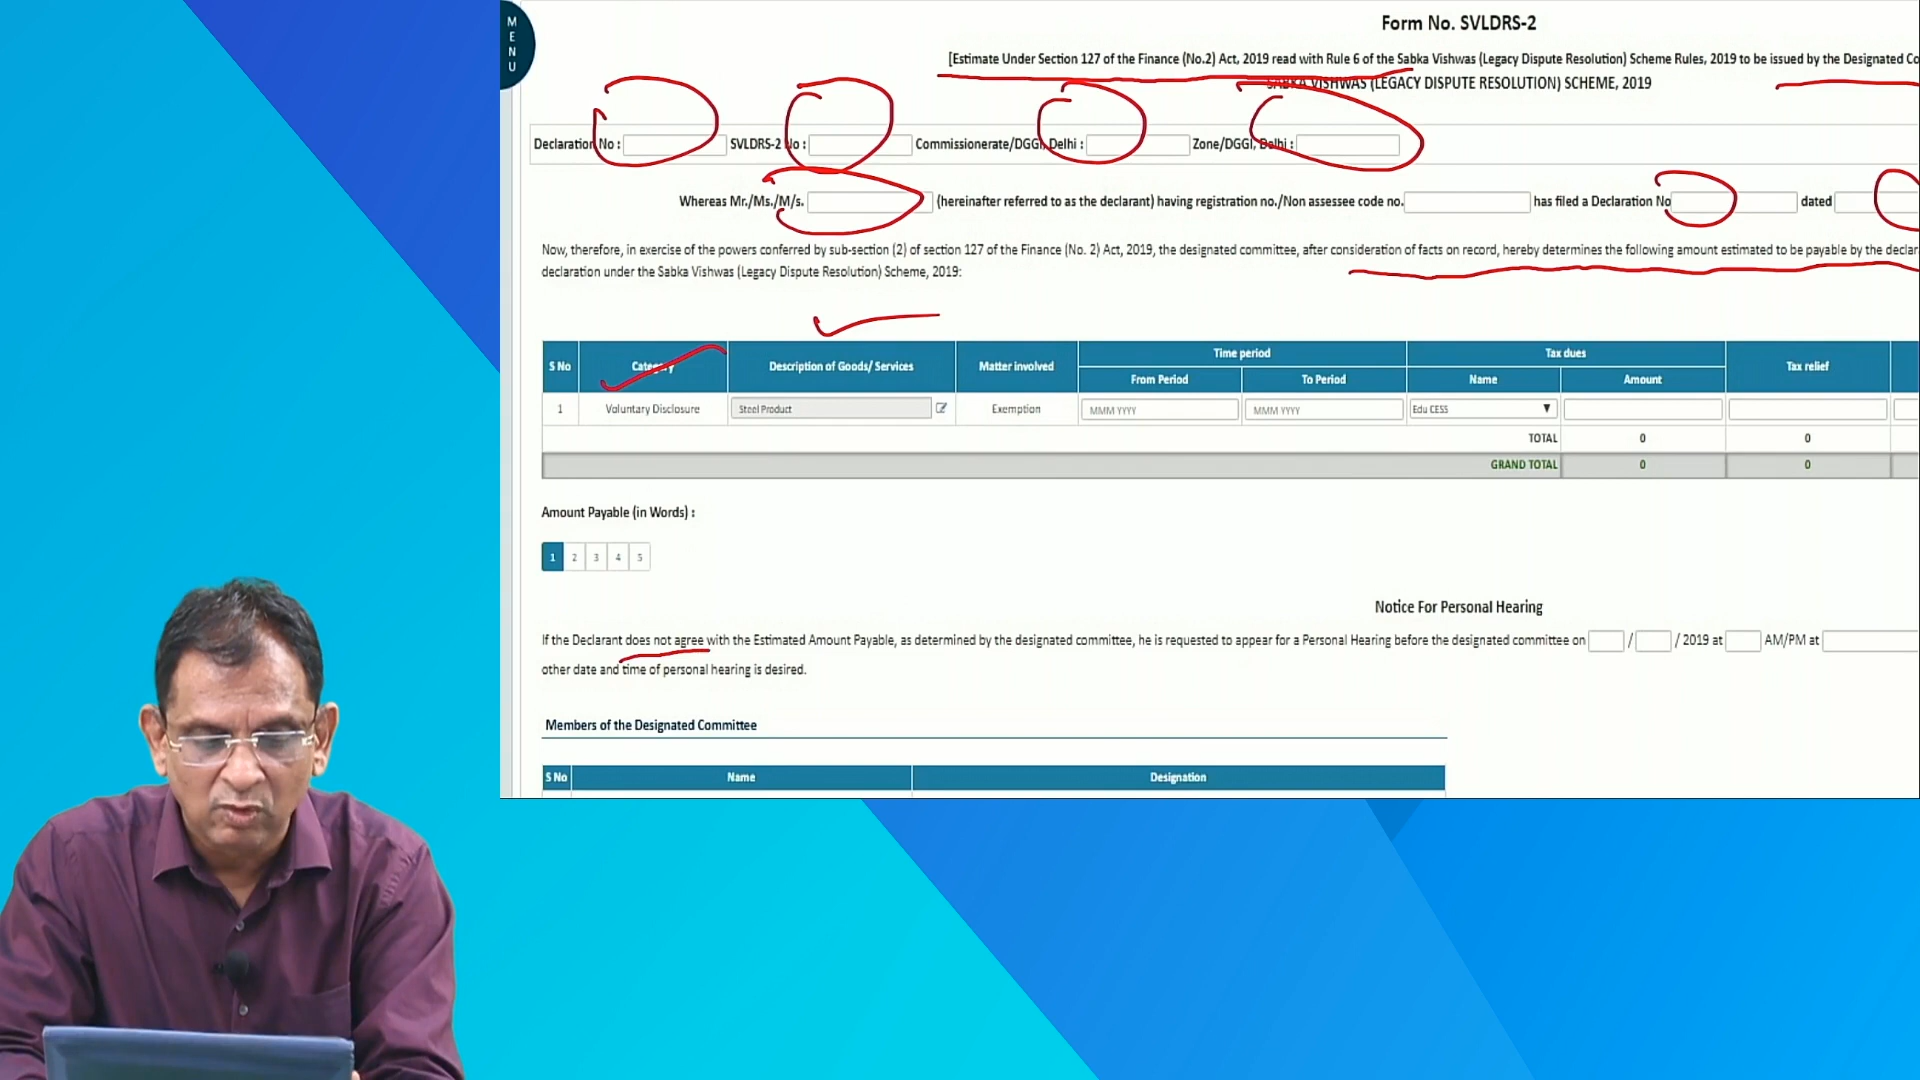 MENU
Form No. SVLDRS-2
[Estimate Under Section 127 of the Finance (No.2) Act, 2019 read with Rule 6 of the Sabka Vishwas (Legacy Dispute Resolution) Scheme Rules, 2019 to be issued by the Designated Co
SABKA VISHWAS (LEGACY DISPUTE RESOLUTION) SCHEME, 2019
Declaration No : SVLDRS-2 No : Commissionerate/DGGI, Delhi : Zone/DGGI, Delhi :
Whereas Mr./Ms./M/s. (hereinafter referred to as the declarant) having registration no./Non assessee code no. has filed a Declaration No dated
Now, therefore, in exercise of the powers conferred by sub-section (2) of section 127 of the Finance (No. 2) Act, 2019, the designated committee, after consideration of facts on record, hereby determines the following amount estimated to be payable by the declar
declaration under the Sabka Vishwas (Legacy Dispute Resolution) Scheme, 2019:
S No Category Description of Goods/ Services Matter involved Time period Tax dues Tax relief
From Period To Period Name Amount
1 Voluntary Disclosure Steel Product Exemption MMM YYYY MMM YYYY Edu CESS
TOTAL 0 0
GRAND TOTAL 0 0
Amount Payable (in Words) :
1 2 3 4 5
Notice For Personal Hearing
If the Declarant does not agree with the Estimated Amount Payable, as determined by the designated committee, he is requested to appear for a Personal Hearing before the designated committee on / / 2019 at AM/PM at
other date and time of personal hearing is desired.
Members of the Designated Committee
S No Name Designation